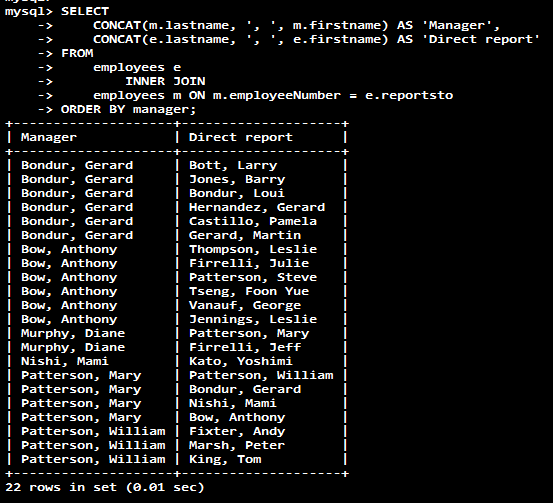 mysql> SELECT
    ->     CONCAT(m.lastname, ', ', m.firstname) AS 'Manager',
    ->     CONCAT(e.lastname, ', ', e.firstname) AS 'Direct report'
    -> FROM
    ->     employees e
    ->         INNER JOIN
    ->     employees m ON m.employeeNumber = e.reportsto
    -> ORDER BY manager;
+--------------------+--------------------+
| Manager            | Direct report      |
+--------------------+--------------------+
| Bondur, Gerard     | Bott, Larry        |
| Bondur, Gerard     | Jones, Barry       |
| Bondur, Gerard     | Bondur, Loui       |
| Bondur, Gerard     | Hernandez, Gerard  |
| Bondur, Gerard     | Castillo, Pamela   |
| Bondur, Gerard     | Gerard, Martin     |
| Bow, Anthony       | Thompson, Leslie   |
| Bow, Anthony       | Firrelli, Julie    |
| Bow, Anthony       | Patterson, Steve   |
| Bow, Anthony       | Tseng, Foon Yue    |
| Bow, Anthony       | Vanauf, George     |
| Bow, Anthony       | Jennings, Leslie   |
| Murphy, Diane      | Patterson, Mary    |
| Murphy, Diane      | Firrelli, Jeff     |
| Nishi, Mami        | Kato, Yoshimi      |
| Patterson, Mary    | Patterson, William |
| Patterson, Mary    | Bondur, Gerard     |
| Patterson, Mary    | Nishi, Mami        |
| Patterson, Mary    | Bow, Anthony       |
| Patterson, William | Fixter, Andy       |
| Patterson, William | Marsh, Peter       |
| Patterson, William | King, Tom          |
+--------------------+--------------------+
22 rows in set (0.01 sec)